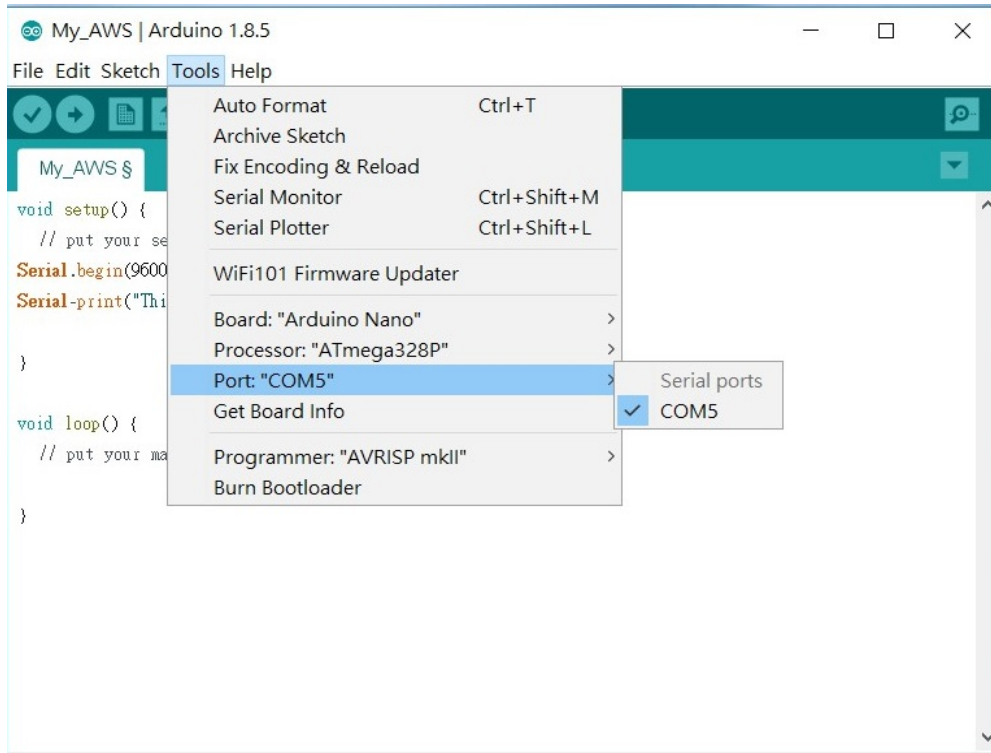 My_AWS | Arduino 1.8.5
File Edit Sketch Tools Help
My_AWS §
Auto Format Ctrl+T
Archive Sketch
Fix Encoding & Reload
Serial Monitor Ctrl+Shift+M
Serial Plotter Ctrl+Shift+L
WiFi101 Firmware Updater
Board: "Arduino Nano"
Processor: "ATmega328P"
Port: "COM5"
Get Board Info
Programmer: "AVRISP mkII"
Burn Bootloader
Serial ports
COM5
void setup() {
// put your se
Serial.begin(9600
Serial-print("Thi
}
void loop() {
// put your ma
}